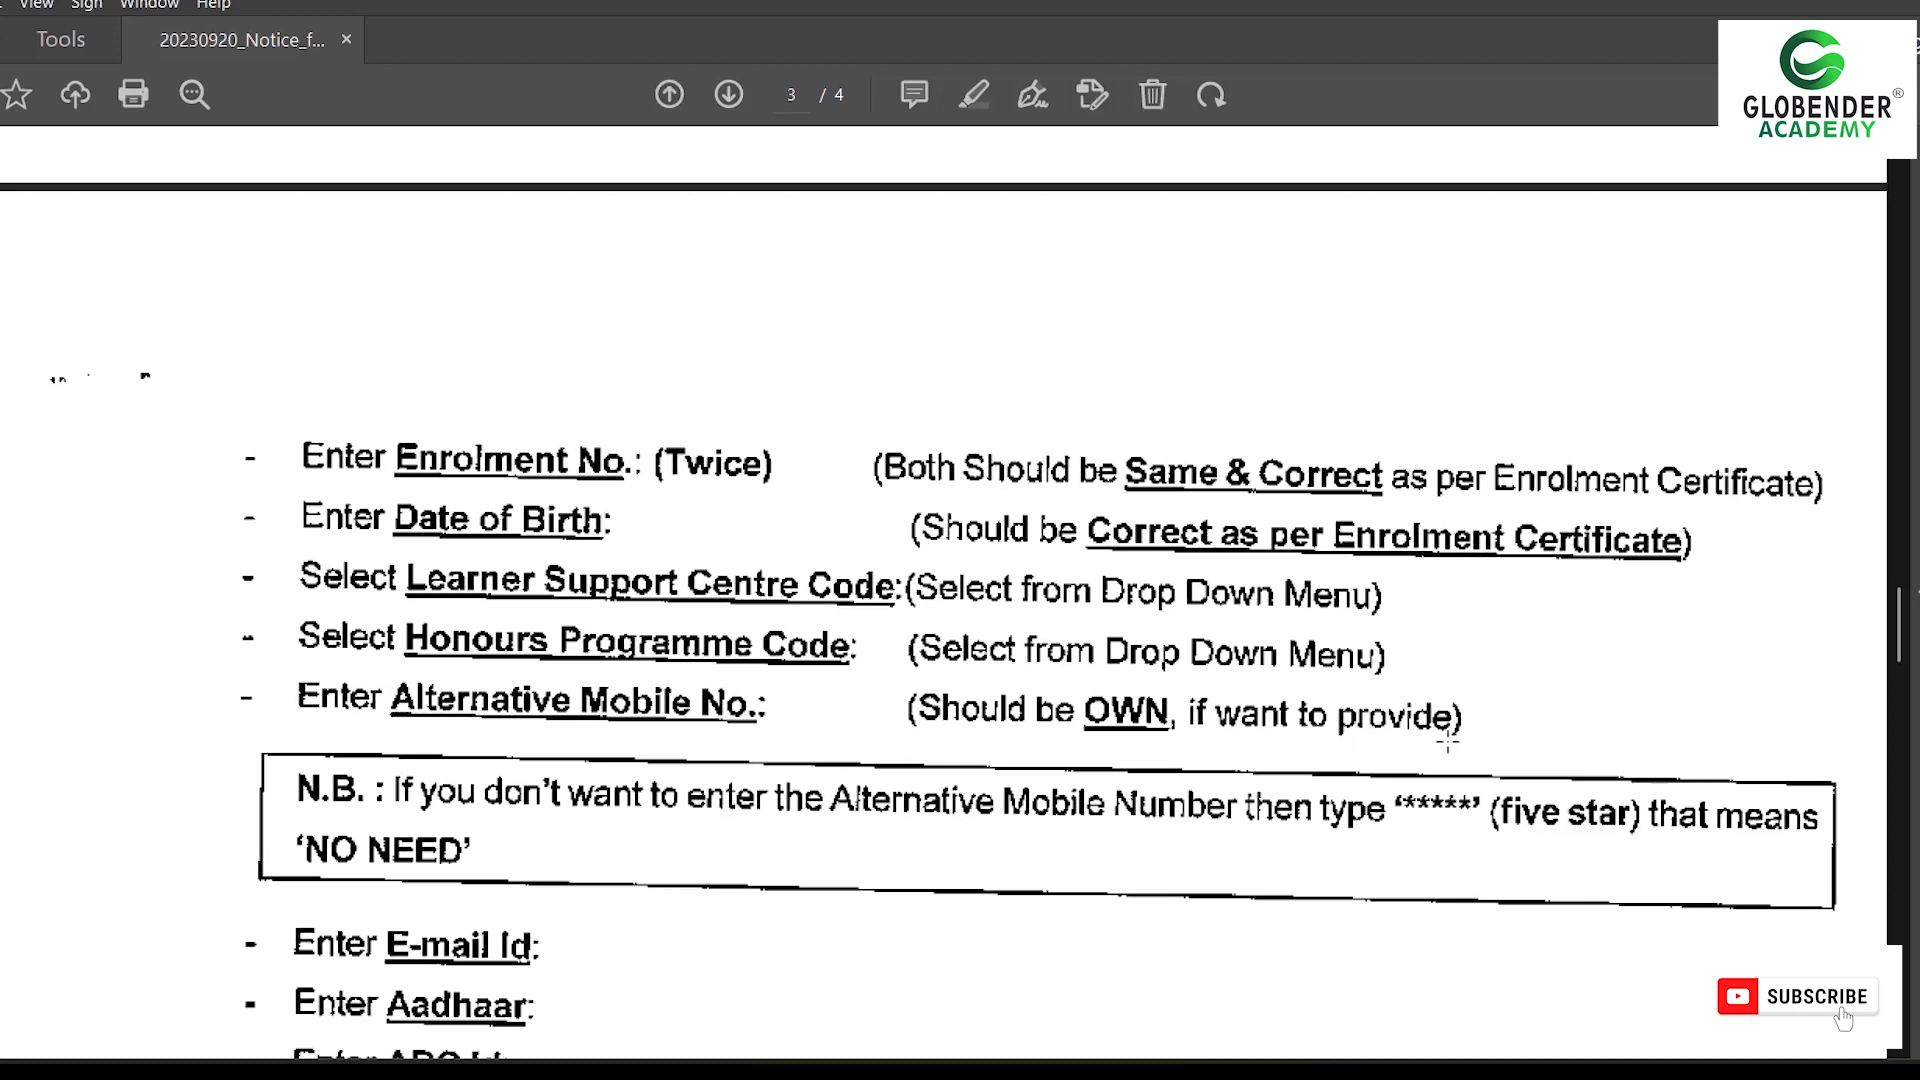 View Sign Window Help
Tools 20230920_Notice_f... ×
3 / 4
GLOBENDER®
ACADEMY
- Enter Enrolment No.: (Twice) (Both Should be Same & Correct as per Enrolment Certificate)
- Enter Date of Birth: (Should be Correct as per Enrolment Certificate)
- Select Learner Support Centre Code: (Select from Drop Down Menu)
- Select Honours Programme Code: (Select from Drop Down Menu)
- Enter Alternative Mobile No.: (Should be OWN, if want to provide)
N.B. : If you don't want to enter the Alternative Mobile Number then type '*****' (five star) that means
'NO NEED'
- Enter E-mail Id:
- Enter Aadhaar:
SUBSCRIBE